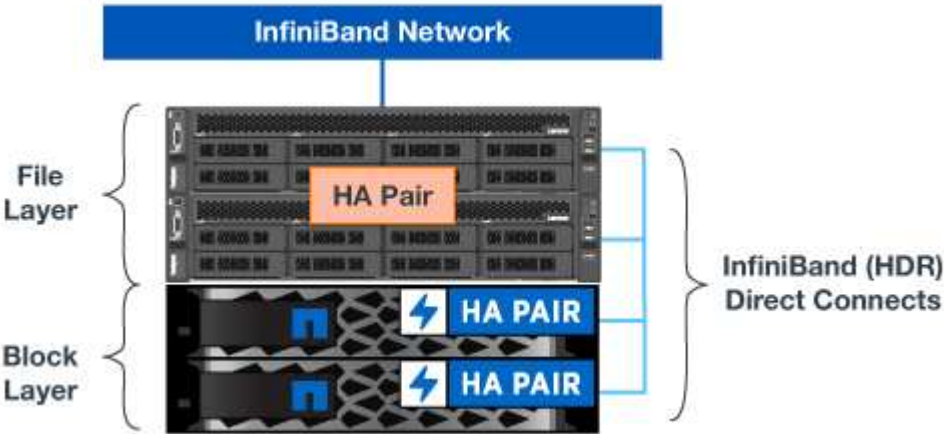 InfiniBand Network
File
Layer
HA Pair
InfiniBand (HDR)
Direct Connects
HA PAIR
Block
Layer
HA PAIR